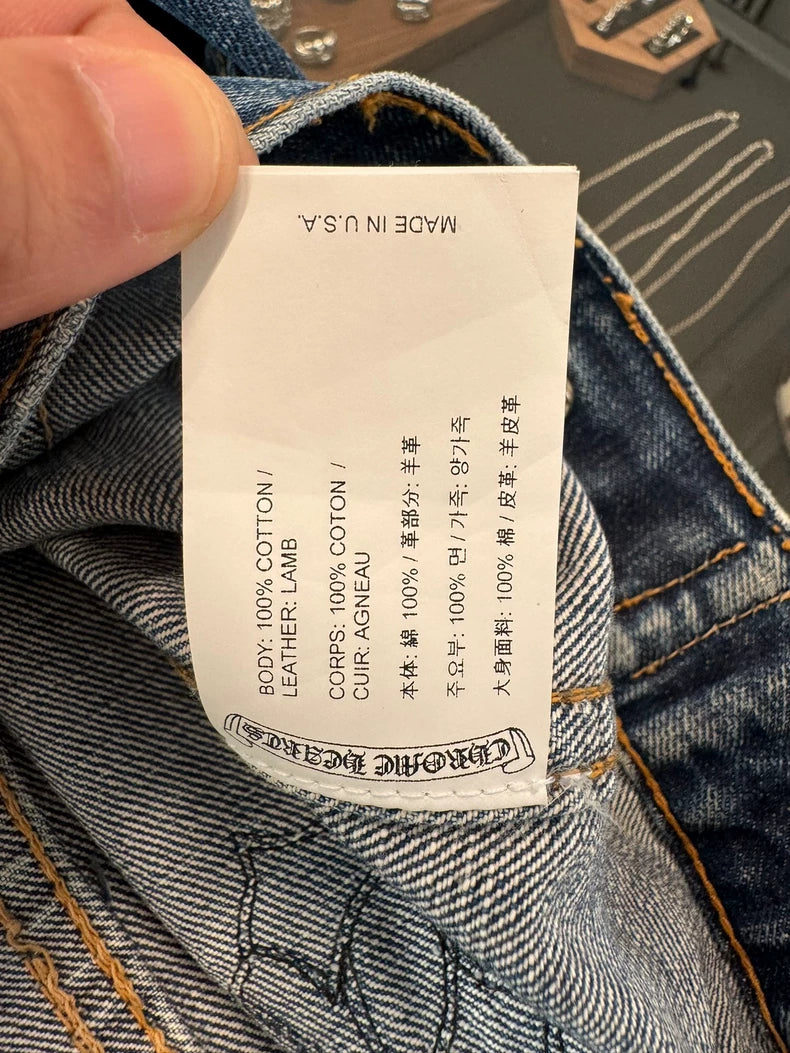 MADE IN U.S.A.
BODY: 100% COTTON /
LEATHER: LAMB
CORPS: 100% COTON /
CUIR: AGNEAU
本体: 綿 100% / 革部分: 羊革
주요부: 100% 면 / 가죽: 양가죽
大身面料: 100% 棉 / 皮革: 羊皮革
CHROME HEARTS